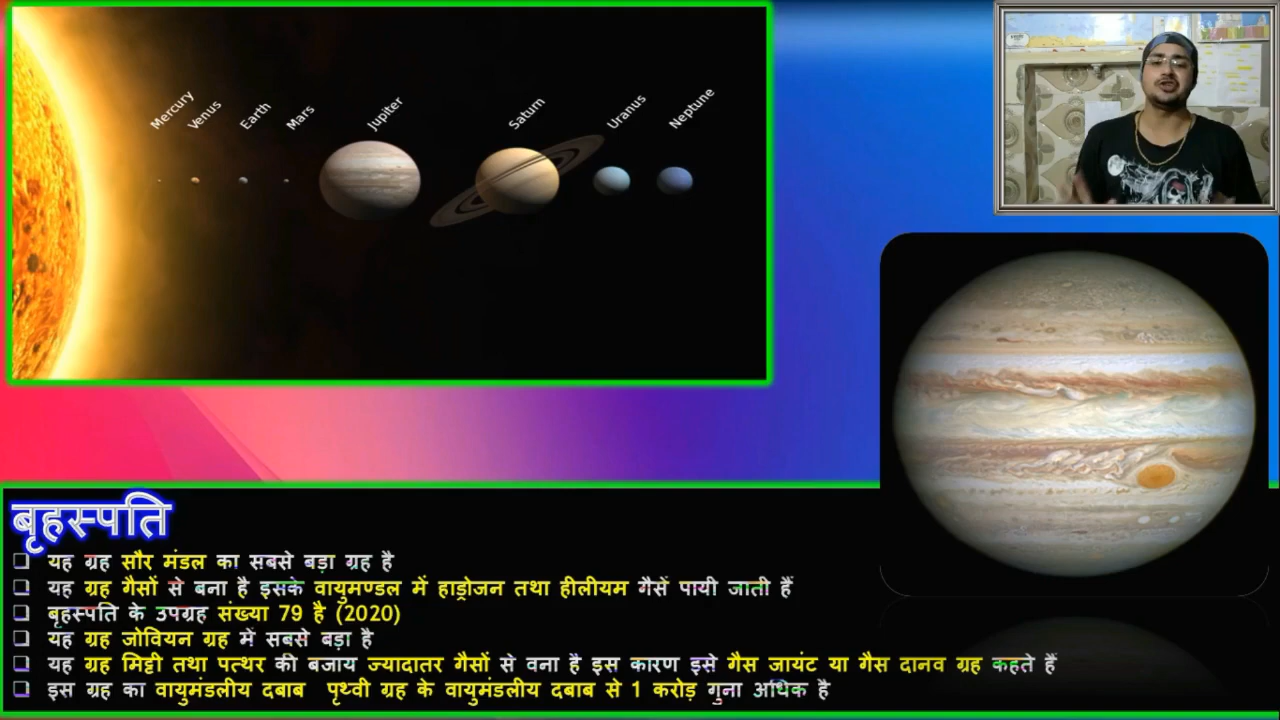 Mercury
Venus
Earth
Mars
Jupiter
Saturn
Uranus
Neptune
बृहस्पति
❑ यह ग्रह सौर मंडल का सबसे बड़ा ग्रह है
❑ यह ग्रह गैसों से बना है इसके वायुमण्डल में हाड्रोजन तथा हीलीयम गैसें पायी जाती हैं
❑ बृहस्पति के उपग्रह संख्या 79 है (2020)
❑ यह ग्रह जोवियन ग्रह में सबसे बड़ा है
❑ यह ग्रह मिट्टी तथा पत्थर की बजाय ज्यादातर गैसों से वना है इस कारण इसे गैस जायंट या गैस दानव ग्रह कहते हैं
❑ इस ग्रह का वायुमंडलीय दबाब पृथ्वी ग्रह के वायुमंडलीय दबाब से 1 करोड़ गुना अधिक है